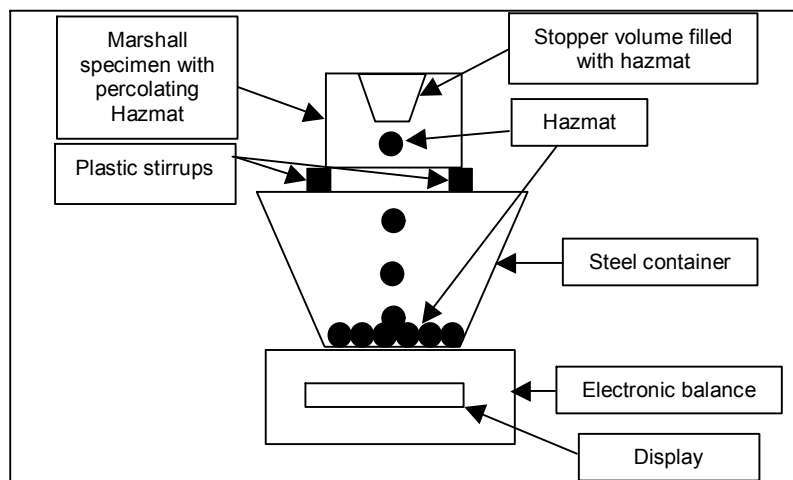 Marshall
specimen with
percolating
Hazmat
Stopper volume filled
with hazmat
Hazmat
Plastic stirrups
Steel container
Electronic balance
Display